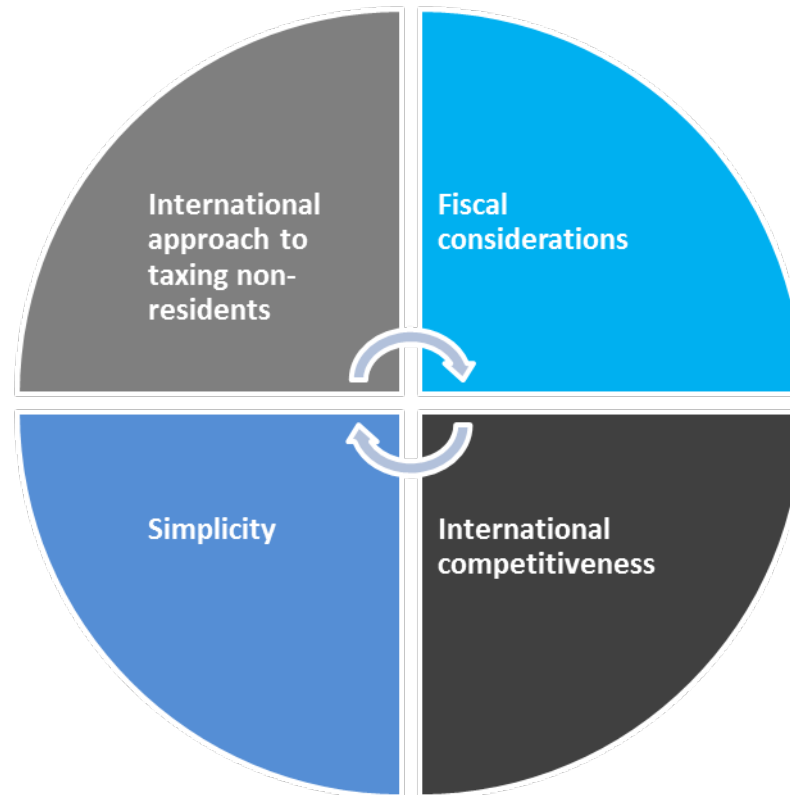 International
approach to
taxing non-
residents
Fiscal
considerations
Simplicity
International
competitiveness